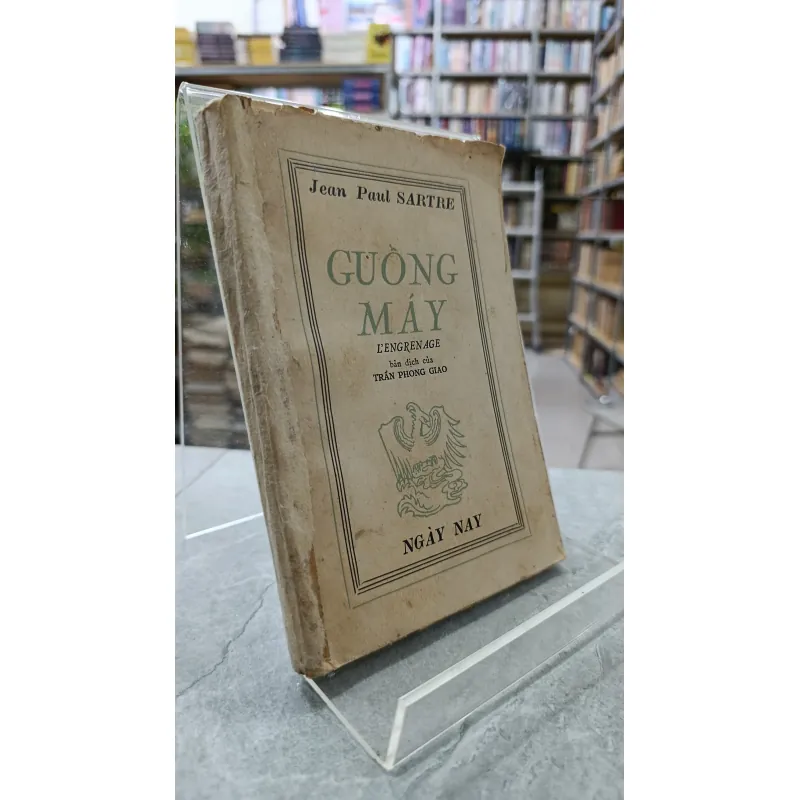 Jean Paul SARTRE
GUỒNG
MÁY
L'ENGRENAGE
bản dịch của
TRẦN PHONG GIAO
NGÀY NAY